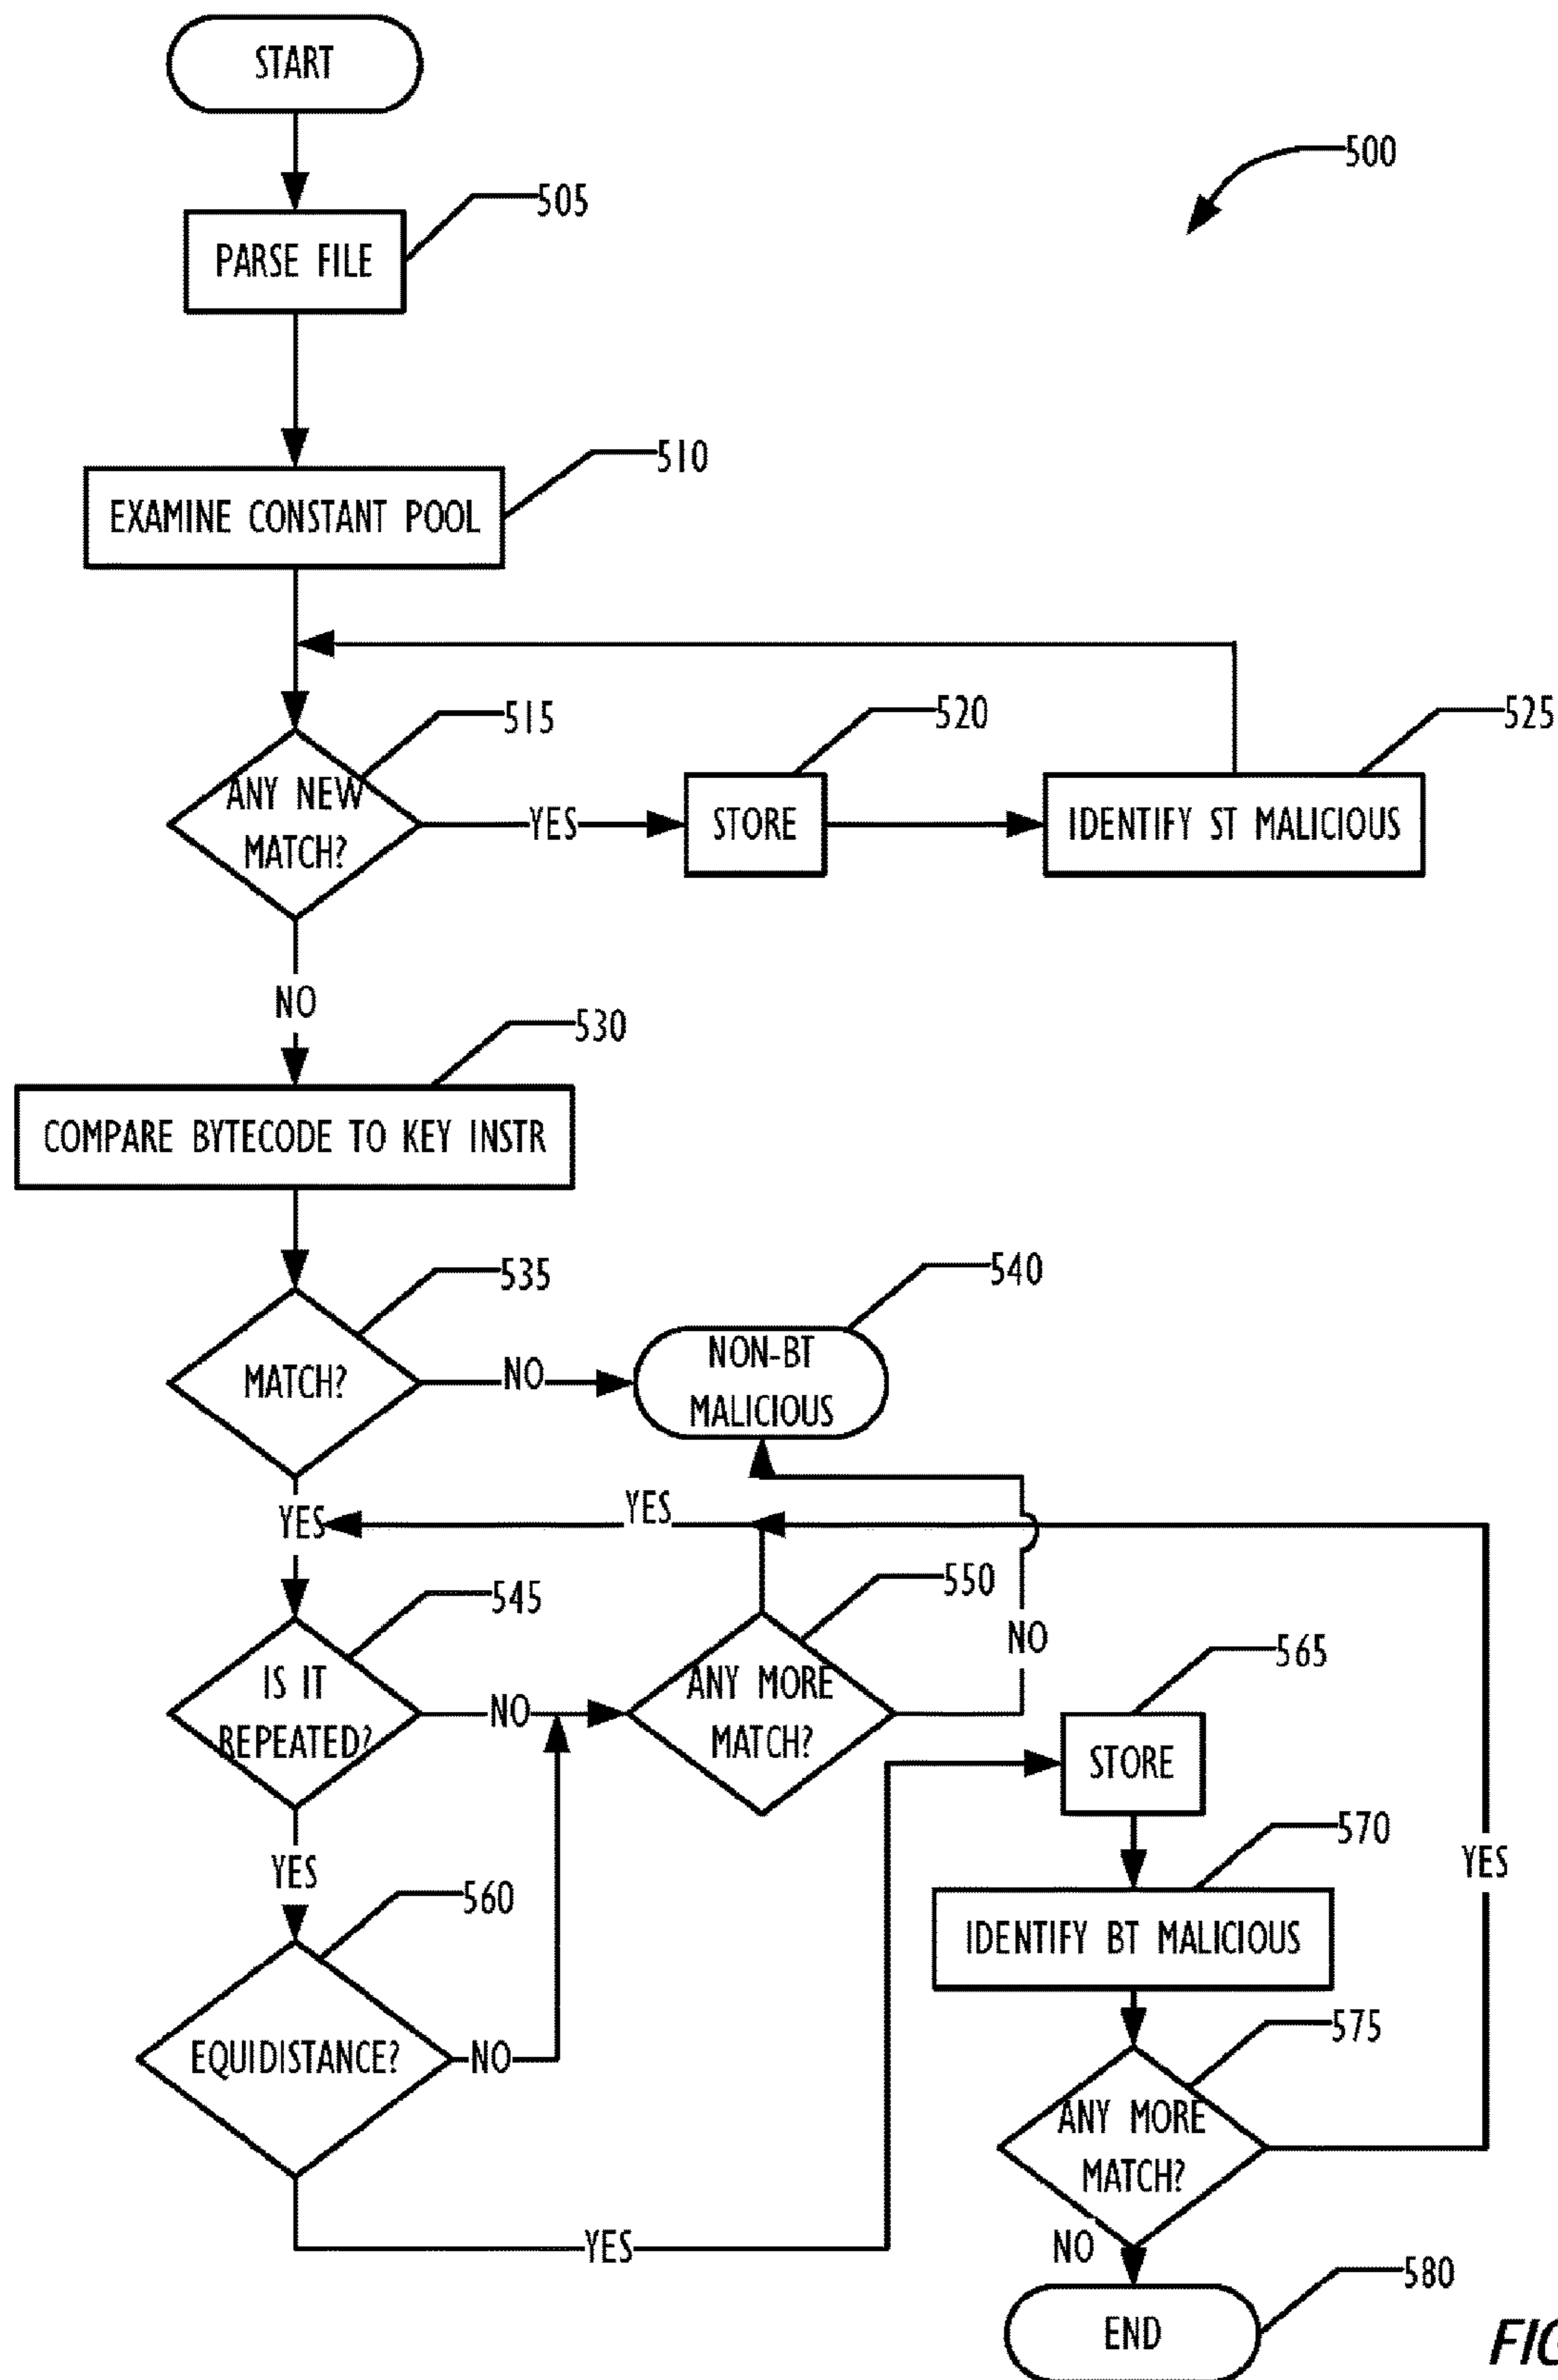 START
500
505
PARSE FILE
510
EXAMINE CONSTANT POOL
515
520
525
ANY NEW
MATCH?
YES
STORE
IDENTIFY ST MALICIOUS
NO
530
COMPARE BYTECODE TO KEY INSTR
535
540
MATCH?
NO
NON-BT
MALICIOUS
YES
YES
545
550
NO
565
IS IT
REPEATED?
NO
ANY MORE
MATCH?
STORE
570
YES
YES
560
IDENTIFY BT MALICIOUS
575
EQUIDISTANCE?
NO
ANY MORE
MATCH?
YES
NO
580
END